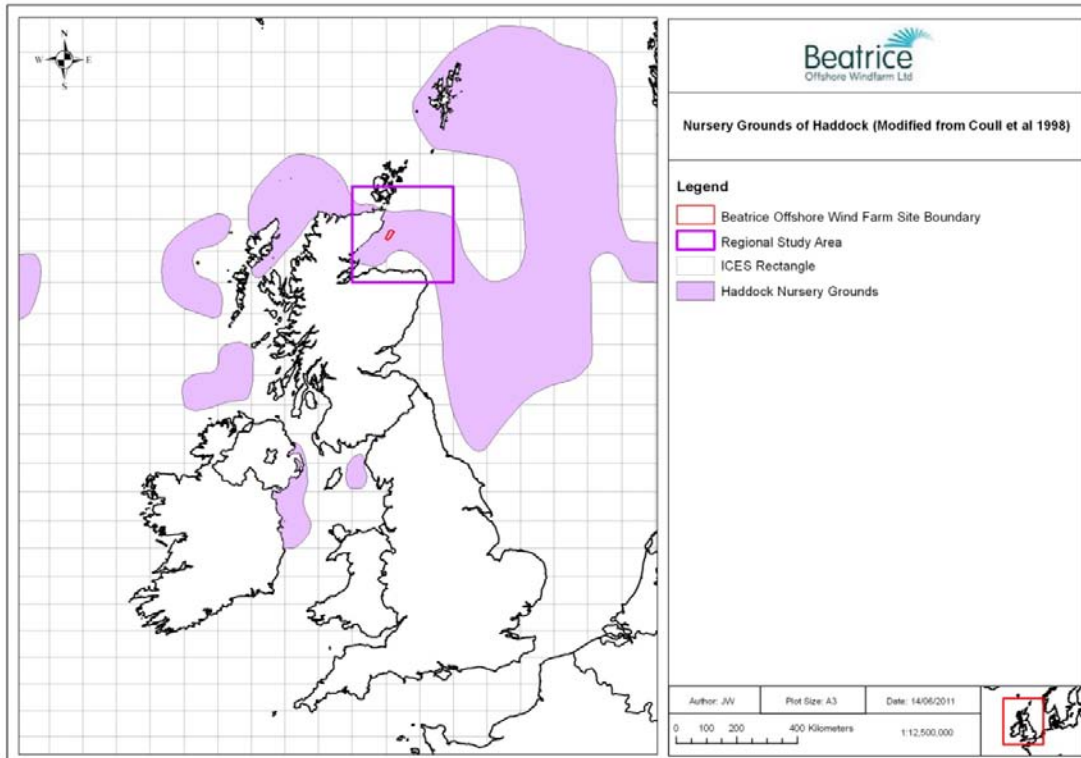 N
W E
S
Beatrice
Offshore Windfarm Ltd
Nursery Grounds of Haddock (Modified from Coull et al 1998)
Legend
Beatrice Offshore Wind Farm Site Boundary
Regional Study Area
ICES Rectangle
Haddock Nursery Grounds
Author: JW Plot Size: A3 Date: 14/06/2011
0 100 200 400 Kilometers
1:12,500,000